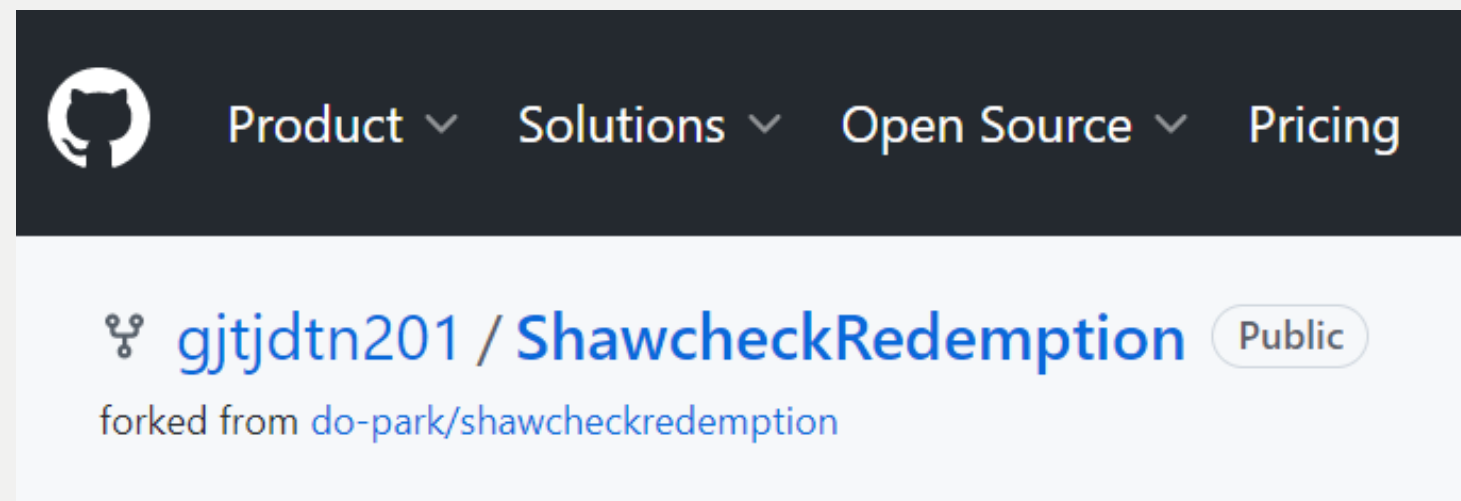 Product Solutions Open Source Pricing
gjtjdtn201 / ShawcheckRedemption Public
forked from do-park/shawcheckredemption